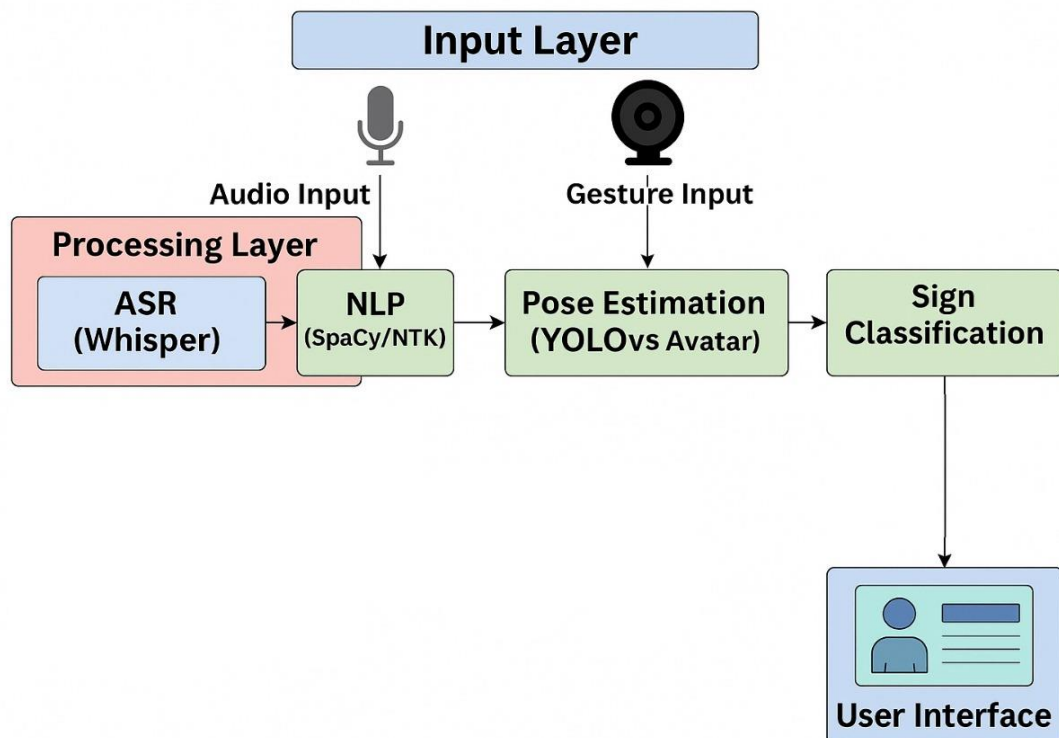 Input Layer
Audio Input
Gesture Input
Processing Layer
ASR
(Whisper)
NLP
(SpaCy/NTK)
Pose Estimation
(YOLOvs Avatar)
Sign
Classification
User Interface